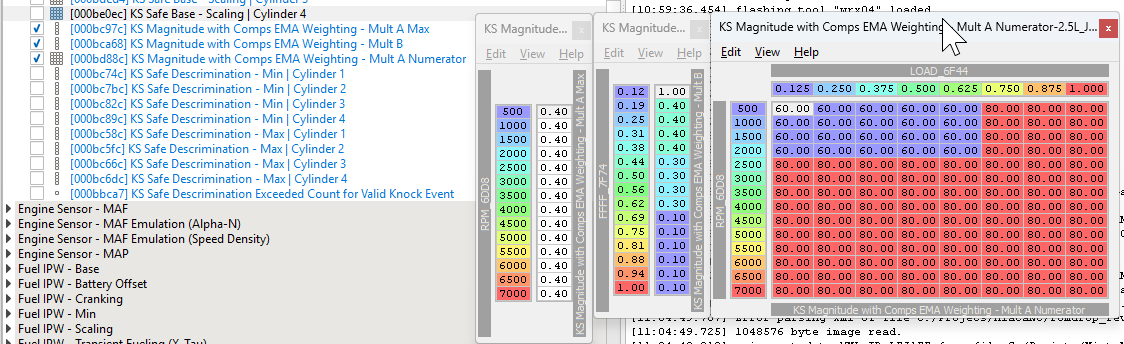 [000be0ec] KS Safe Base - Scaling | Cylinder 4
[000bc97c] KS Magnitude with Comps EMA Weighting - Mult A Max
[000bca68] KS Magnitude with Comps EMA Weighting - Mult B
[000bd88c] KS Magnitude with Comps EMA Weighting - Mult A Numerator
[000bc74c] KS Safe Descrimination - Min | Cylinder 1
[000bc7bc] KS Safe Descrimination - Min | Cylinder 2
[000bc82c] KS Safe Descrimination - Min | Cylinder 3
[000bc89c] KS Safe Descrimination - Min | Cylinder 4
[000bc58c] KS Safe Descrimination - Max | Cylinder 1
[000bc5fc] KS Safe Descrimination - Max | Cylinder 2
[000bc66c] KS Safe Descrimination - Max | Cylinder 3
[000bc6dc] KS Safe Descrimination - Max | Cylinder 4
[000bbca7] KS Safe Descrimination Exceeded Count for Valid Knock Event
Engine Sensor - MAF
Engine Sensor - MAF Emulation (Alpha-N)
Engine Sensor - MAF Emulation (Speed Density)
Engine Sensor - MAP
Fuel IPW - Base
Fuel IPW - Battery Offset
Fuel IPW - Cranking
Fuel IPW - Min
Fuel IPW - Scaling
KS Magnitude... x
Edit View
RPM_6DD8
500 0.40
1000 0.40
1500 0.40
2000 0.40
2500 0.40
3000 0.40
3500 0.40
4000 0.40
4500 0.40
5000 0.40
5500 0.40
6000 0.40
6500 0.40
7000 0.40
KS Magnitude with Comps EMA Weighting - Mult A Max
KS Magnitude... x
Edit View
FFFF_7F74
0.12 1.00
0.19 0.40
0.25 0.40
0.31 0.40
0.38 0.40
0.44 0.30
0.50 0.30
0.56 0.30
0.62 0.30
0.69 0.10
0.75 0.10
0.81 0.10
0.88 0.10
0.94 0.10
1.00 0.10
KS Magnitude with Comps EMA Weighting - Mult B
[10:59:36.454] flashing tool "wrx04" loaded.
KS Magnitude with Comps EMA Weighting - Mult A Numerator-2.5L_J... x
Edit View Help
LOAD_6F44
0.125 0.250 0.375 0.500 0.625 0.750 0.875 1.000
RPM_6DD8
500 60.00 60.00 60.00 60.00 60.00 80.00 80.00 80.00
1000 60.00 60.00 60.00 60.00 60.00 80.00 80.00 80.00
1500 60.00 60.00 60.00 60.00 60.00 80.00 80.00 80.00
2000 60.00 60.00 60.00 60.00 60.00 80.00 80.00 80.00
2500 80.00 80.00 80.00 80.00 80.00 80.00 80.00 80.00
3000 80.00 80.00 80.00 80.00 80.00 80.00 80.00 80.00
3500 80.00 80.00 80.00 80.00 80.00 80.00 80.00 80.00
4000 80.00 80.00 80.00 80.00 80.00 80.00 80.00 80.00
4500 80.00 80.00 80.00 80.00 80.00 80.00 80.00 80.00
5000 80.00 80.00 80.00 80.00 80.00 80.00 80.00 80.00
5500 80.00 80.00 80.00 80.00 80.00 80.00 80.00 80.00
6000 80.00 80.00 80.00 80.00 80.00 80.00 80.00 80.00
6500 80.00 80.00 80.00 80.00 80.00 80.00 80.00 80.00
7000 80.00 80.00 80.00 80.00 80.00 80.00 80.00 80.00
KS Magnitude with Comps EMA Weighting - Mult A Numerator
[11:04:49.725] 1048576 byte image read.